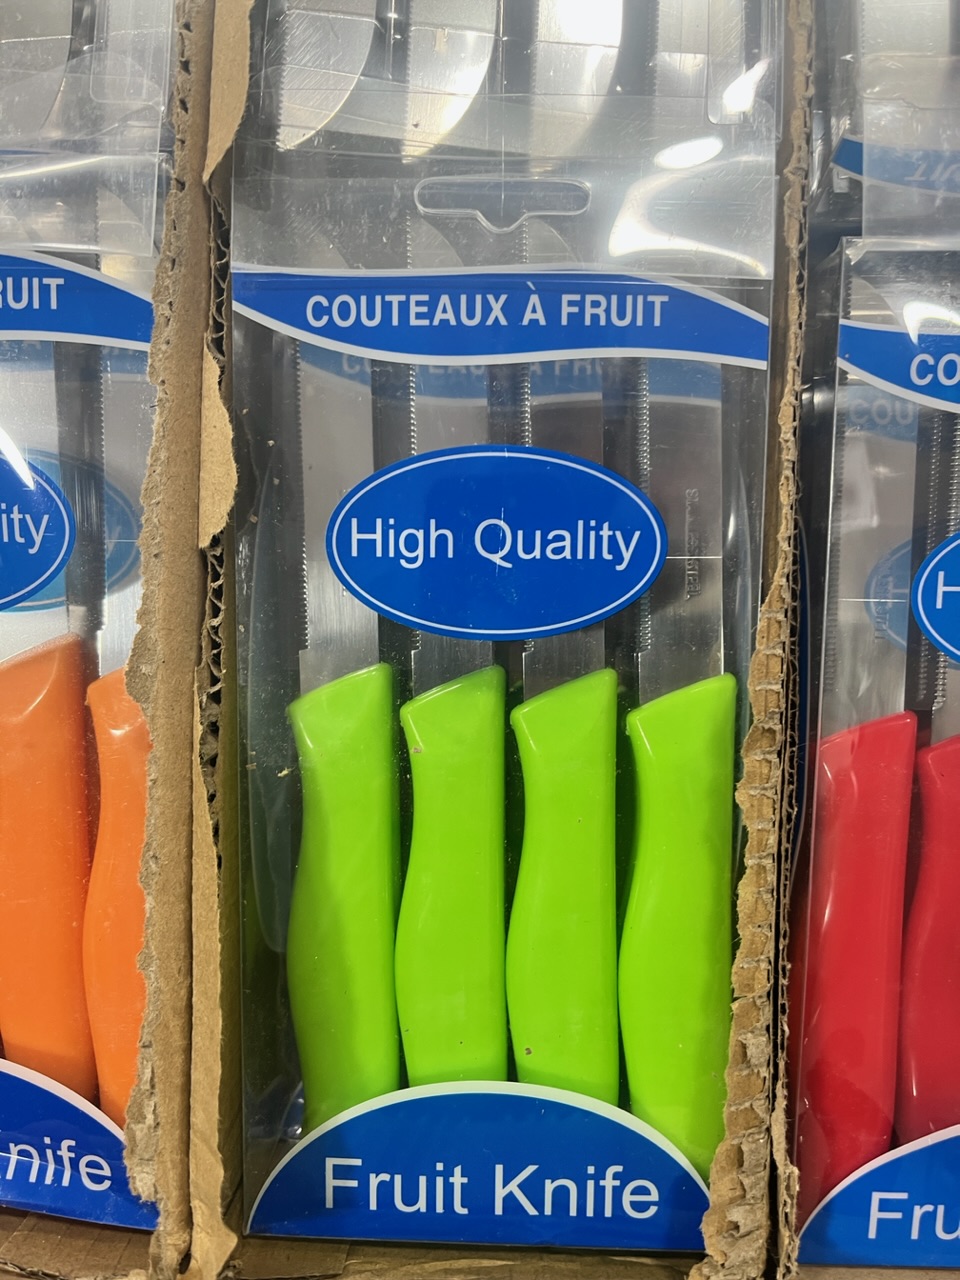 RUIT
ity
nife
COUTEAUX À FRUIT
High Quality
Fruit Knife
CO
H
Fru